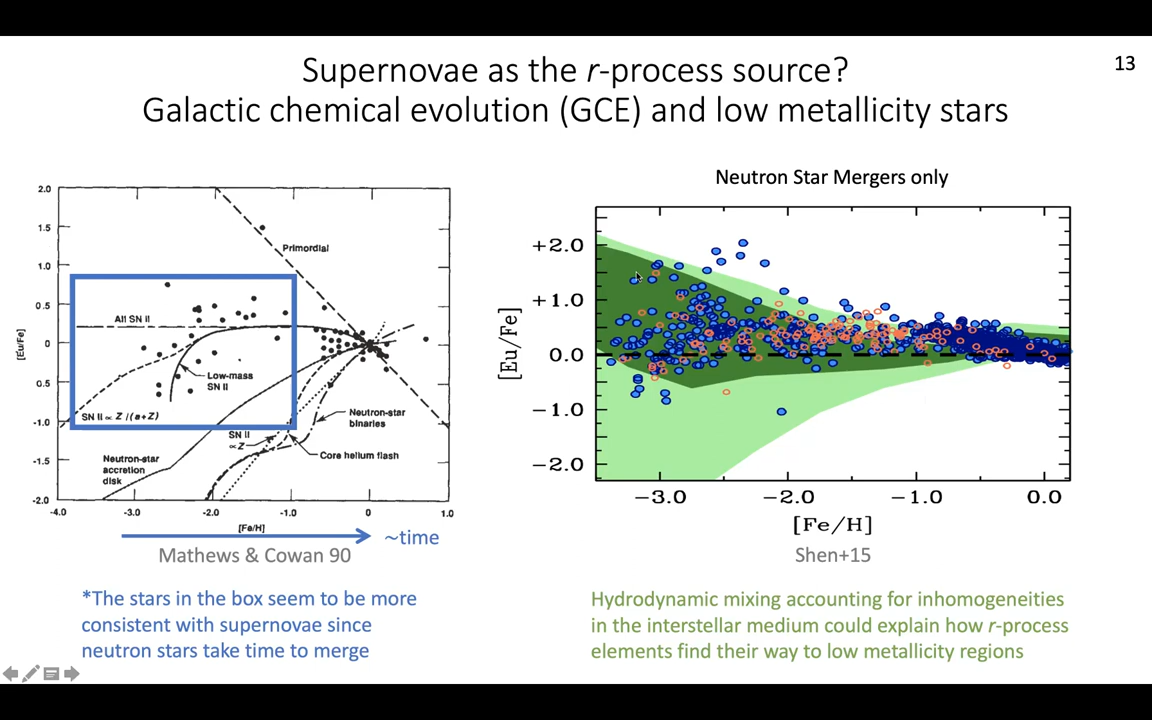 13
Supernovae as the r-process source?
Galactic chemical evolution (GCE) and low metallicity stars
2.0
1.5
1.0
0.5
0
0.5
-1.0
-1.5
-2.0
[Eu/Fe]
Primordial
All SN II
Low-mass
SN II
SN II ∝ Z /(a+Z)
Neutron-star
binaries
SN II
∝Z
Core helium flash
Neutron-star
accretion
disk
-4.0 -3.0 -2.0 -1.0 0 1.0
[Fe/H]
~time
Mathews & Cowan 90
*The stars in the box seem to be more
consistent with supernovae since
neutron stars take time to merge
Neutron Star Mergers only
+2.0
+1.0
0.0
−1.0
−2.0
[Eu/Fe]
−3.0 −2.0 −1.0 0.0
[Fe/H]
Shen+15
Hydrodynamic mixing accounting for inhomogeneities
in the interstellar medium could explain how r-process
elements find their way to low metallicity regions